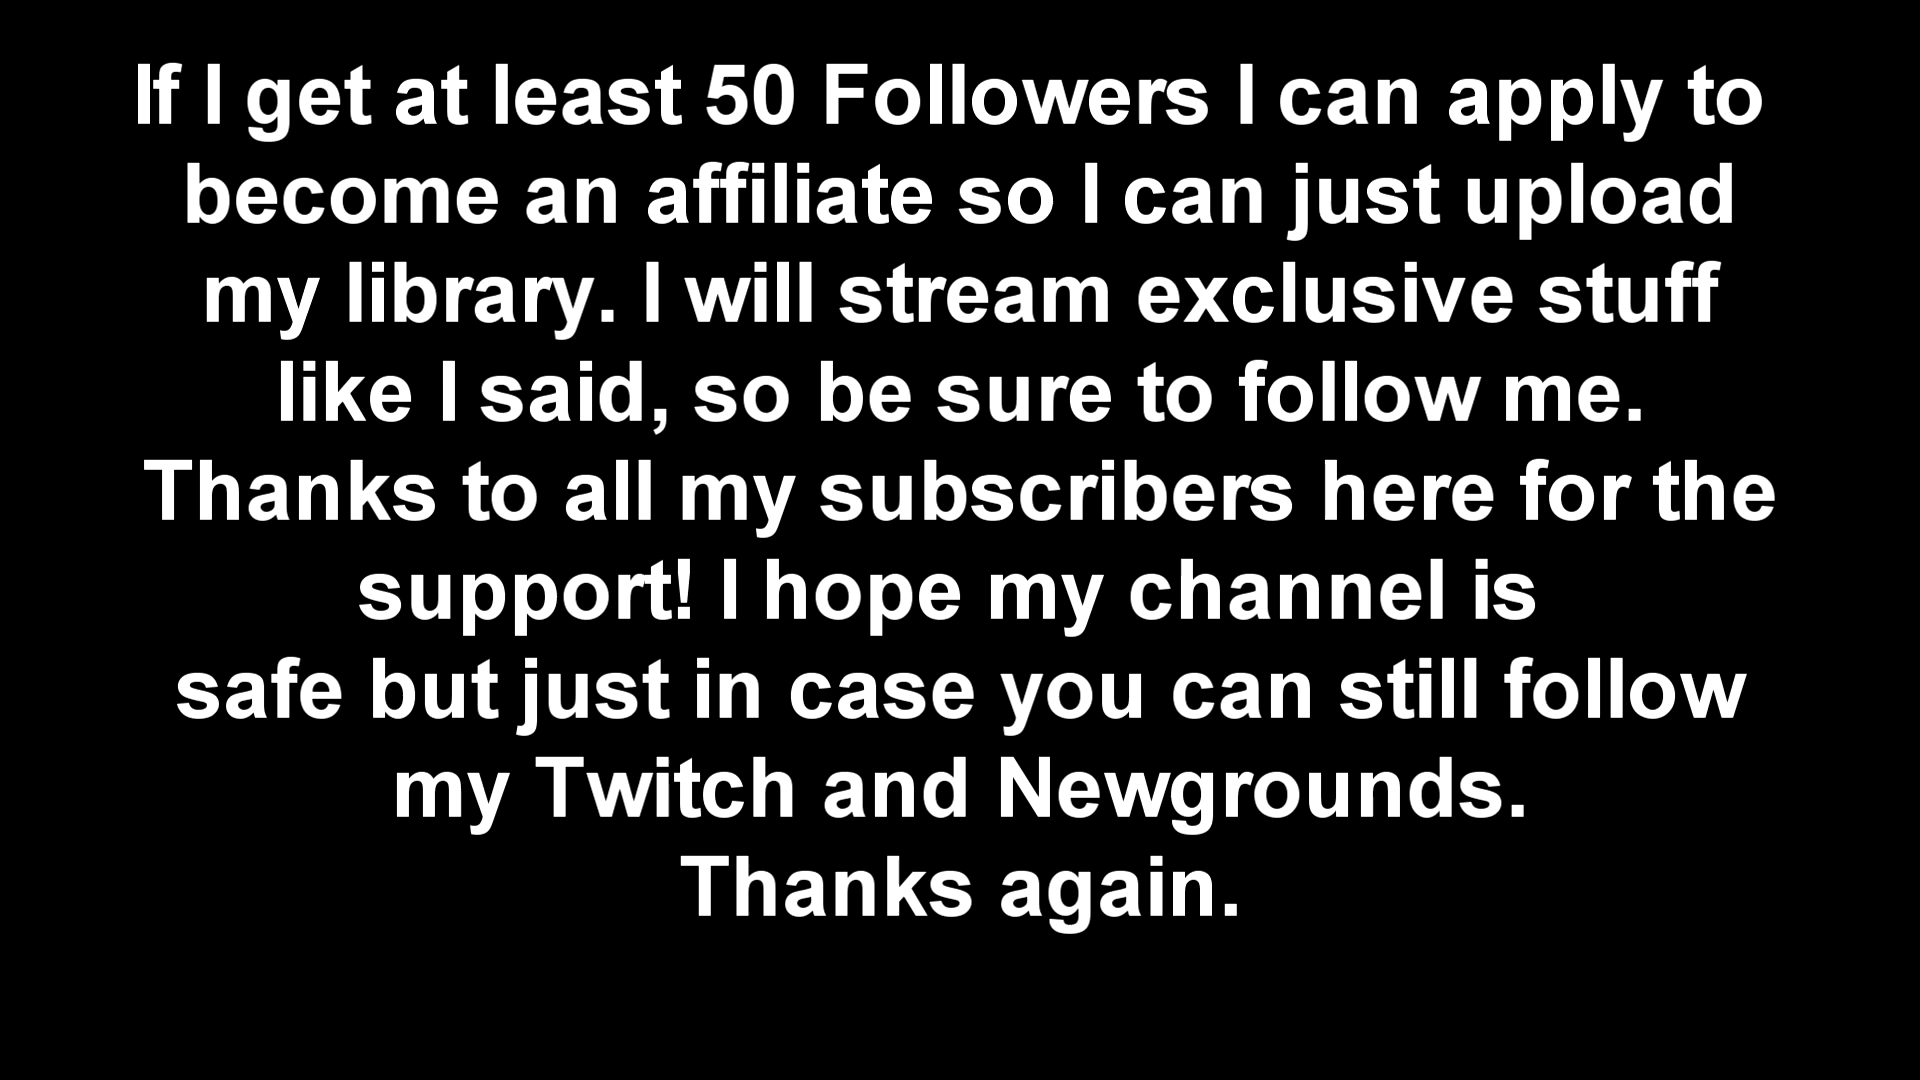 If I get at least 50 Followers I can apply to
become an affiliate so I can just upload
my library. I will stream exclusive stuff
like I said, so be sure to follow me.
Thanks to all my subscribers here for the
support! I hope my channel is
safe but just in case you can still follow
my Twitch and Newgrounds.
Thanks again.